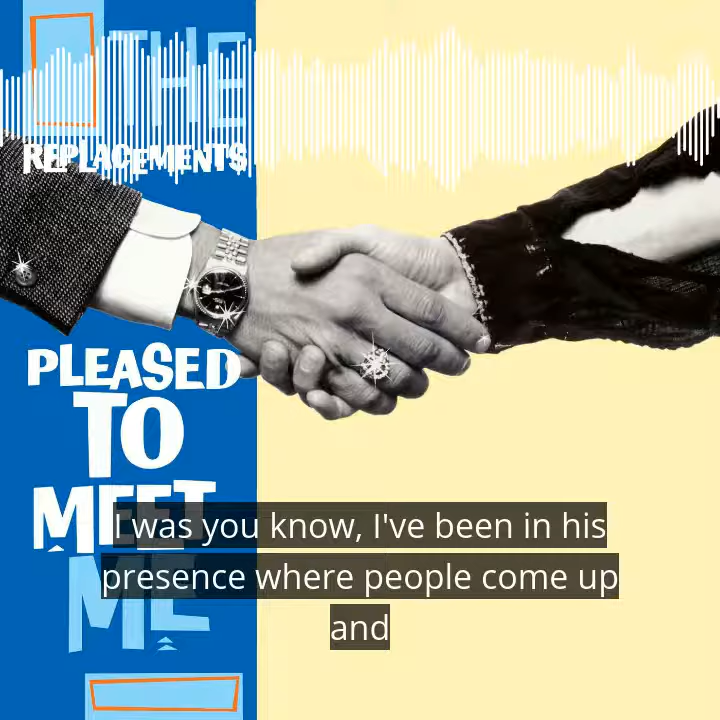 THE
REPLACEMENTS
PLEASED
TO
MEET
ME
I was you know, I've been in his
presence where people come up
and